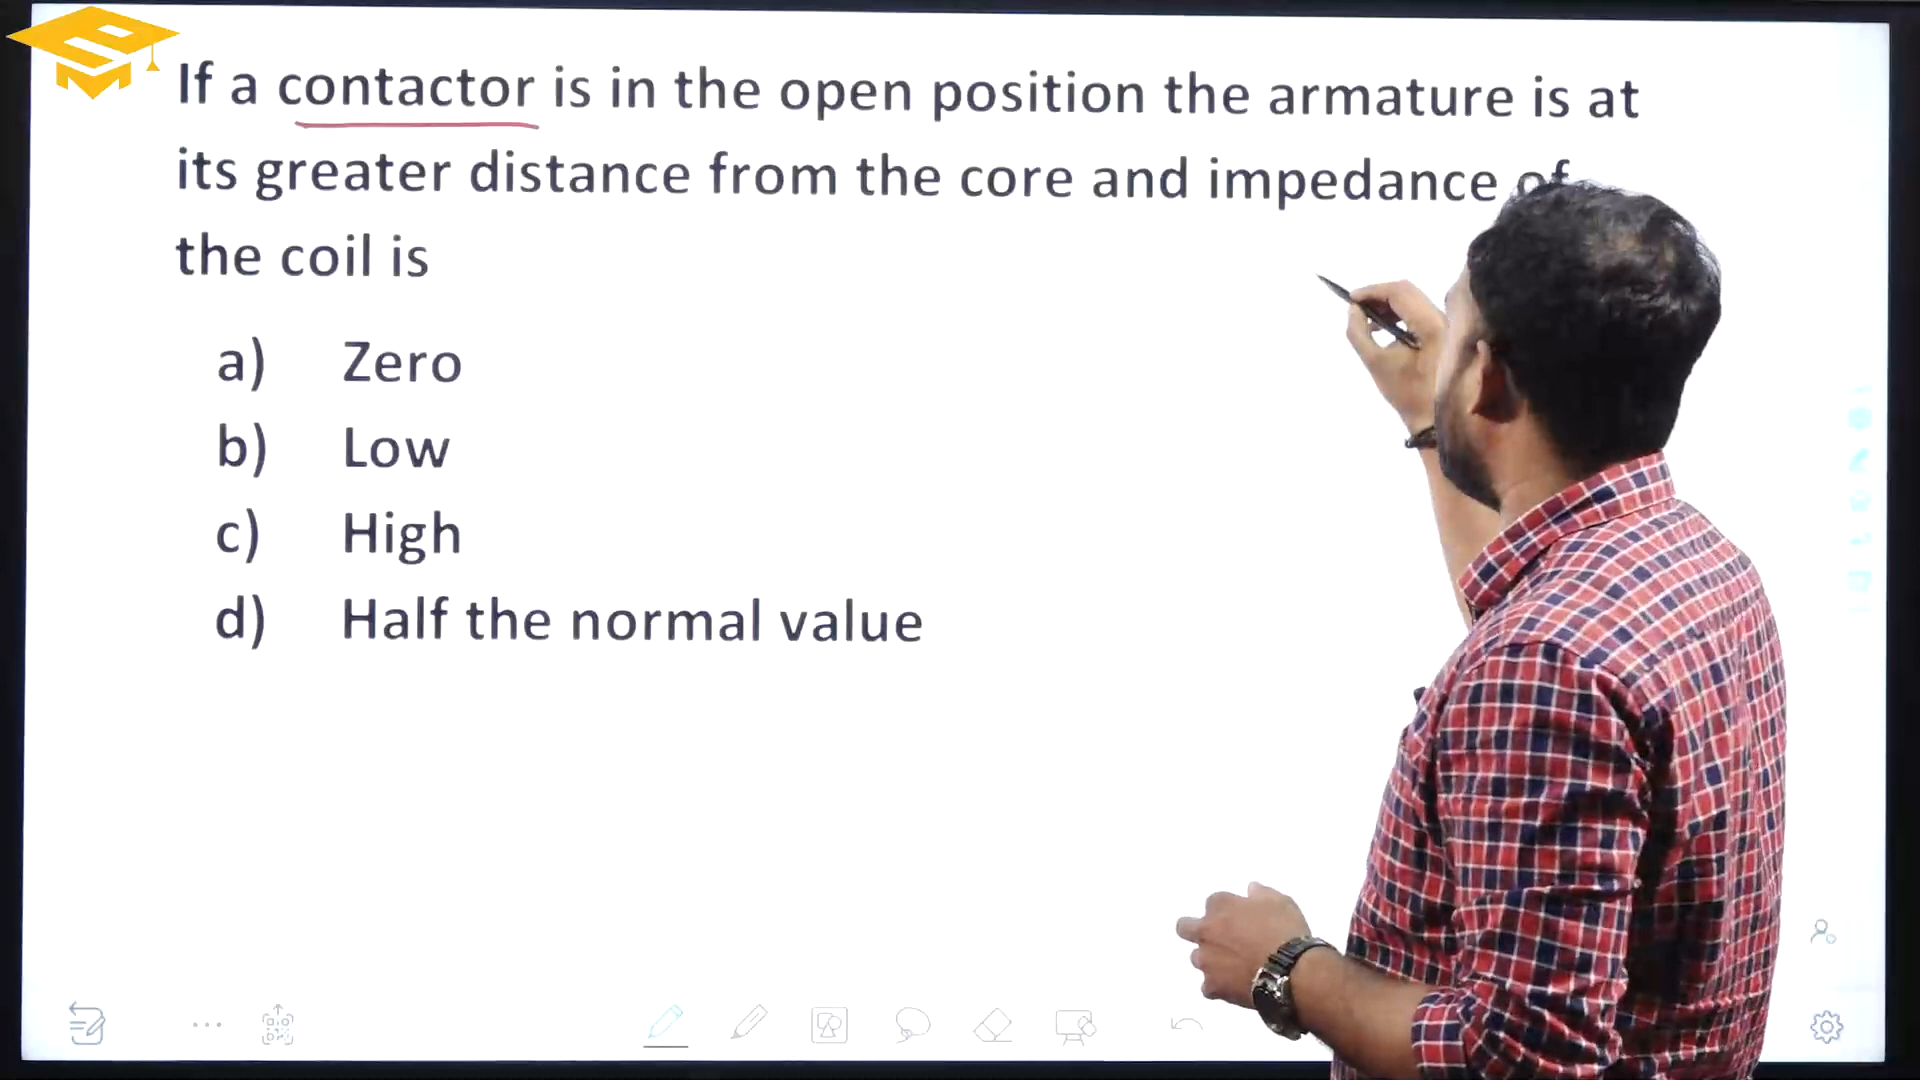 If a contactor is in the open position the armature is at
its greater distance from the core and impedance of
the coil is
a) Zero
b) Low
c) High
d) Half the normal value